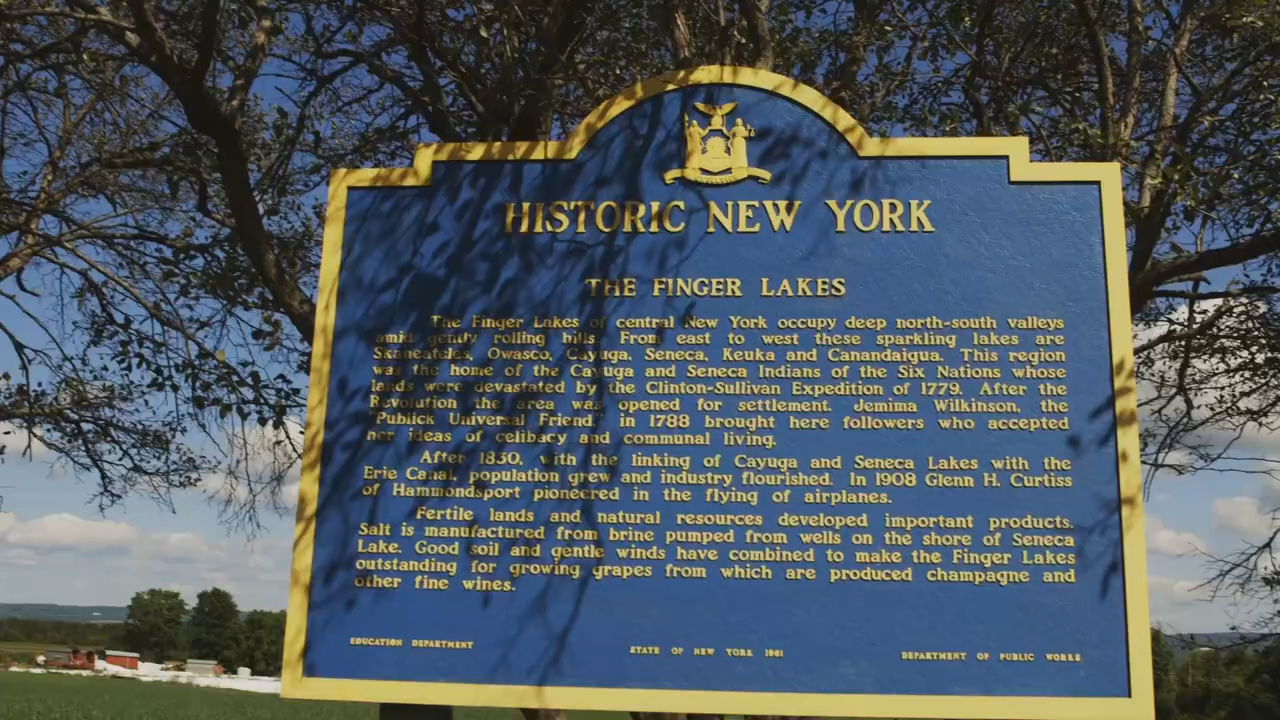 HISTORIC NEW YORK
THE FINGER LAKES
The Finger Lakes of central New York occupy deep north-south valleys
amid gently rolling hills. From east to west these sparkling lakes are
Skaneateles, Owasco, Cayuga, Seneca, Keuka and Canandaigua. This region
was the home of the Cayuga and Seneca Indians of the Six Nations whose
lands were devastated by the Clinton-Sullivan Expedition of 1779. After the
Revolution the area was opened for settlement. Jemima Wilkinson, the
"Publick Universal Friend," in 1788 brought here followers who accepted
her ideas of celibacy and communal living.
After 1830, with the linking of Cayuga and Seneca Lakes with the
Erie Canal, population grew and industry flourished. In 1908 Glenn H. Curtiss
of Hammondsport pioneered in the flying of airplanes.
Fertile lands and natural resources developed important products.
Salt is manufactured from brine pumped from wells on the shore of Seneca
Lake. Good soil and gentle winds have combined to make the Finger Lakes
outstanding for growing grapes from which are produced champagne and
other fine wines.
EDUCATION DEPARTMENT STATE OF NEW YORK 1961 DEPARTMENT OF PUBLIC WORKS